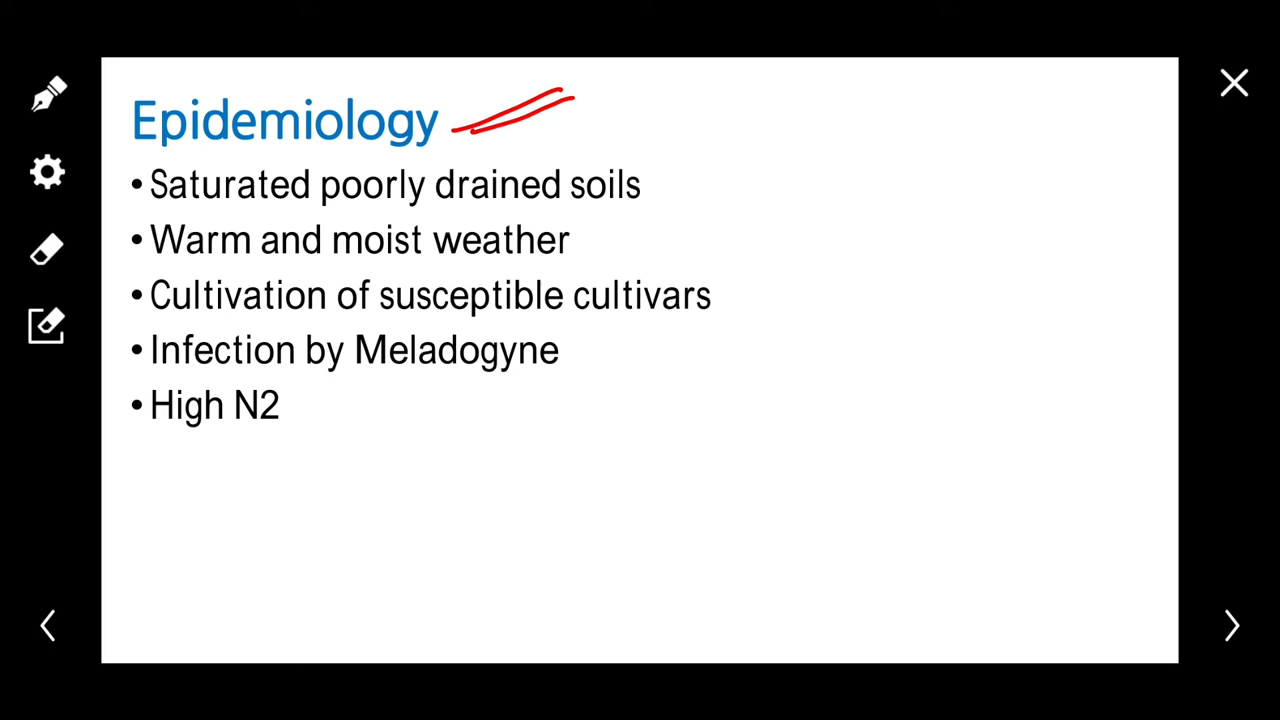 Epidemiology
• Saturated poorly drained soils
• Warm and moist weather
• Cultivation of susceptible cultivars
• Infection by Meladogyne
• High N2